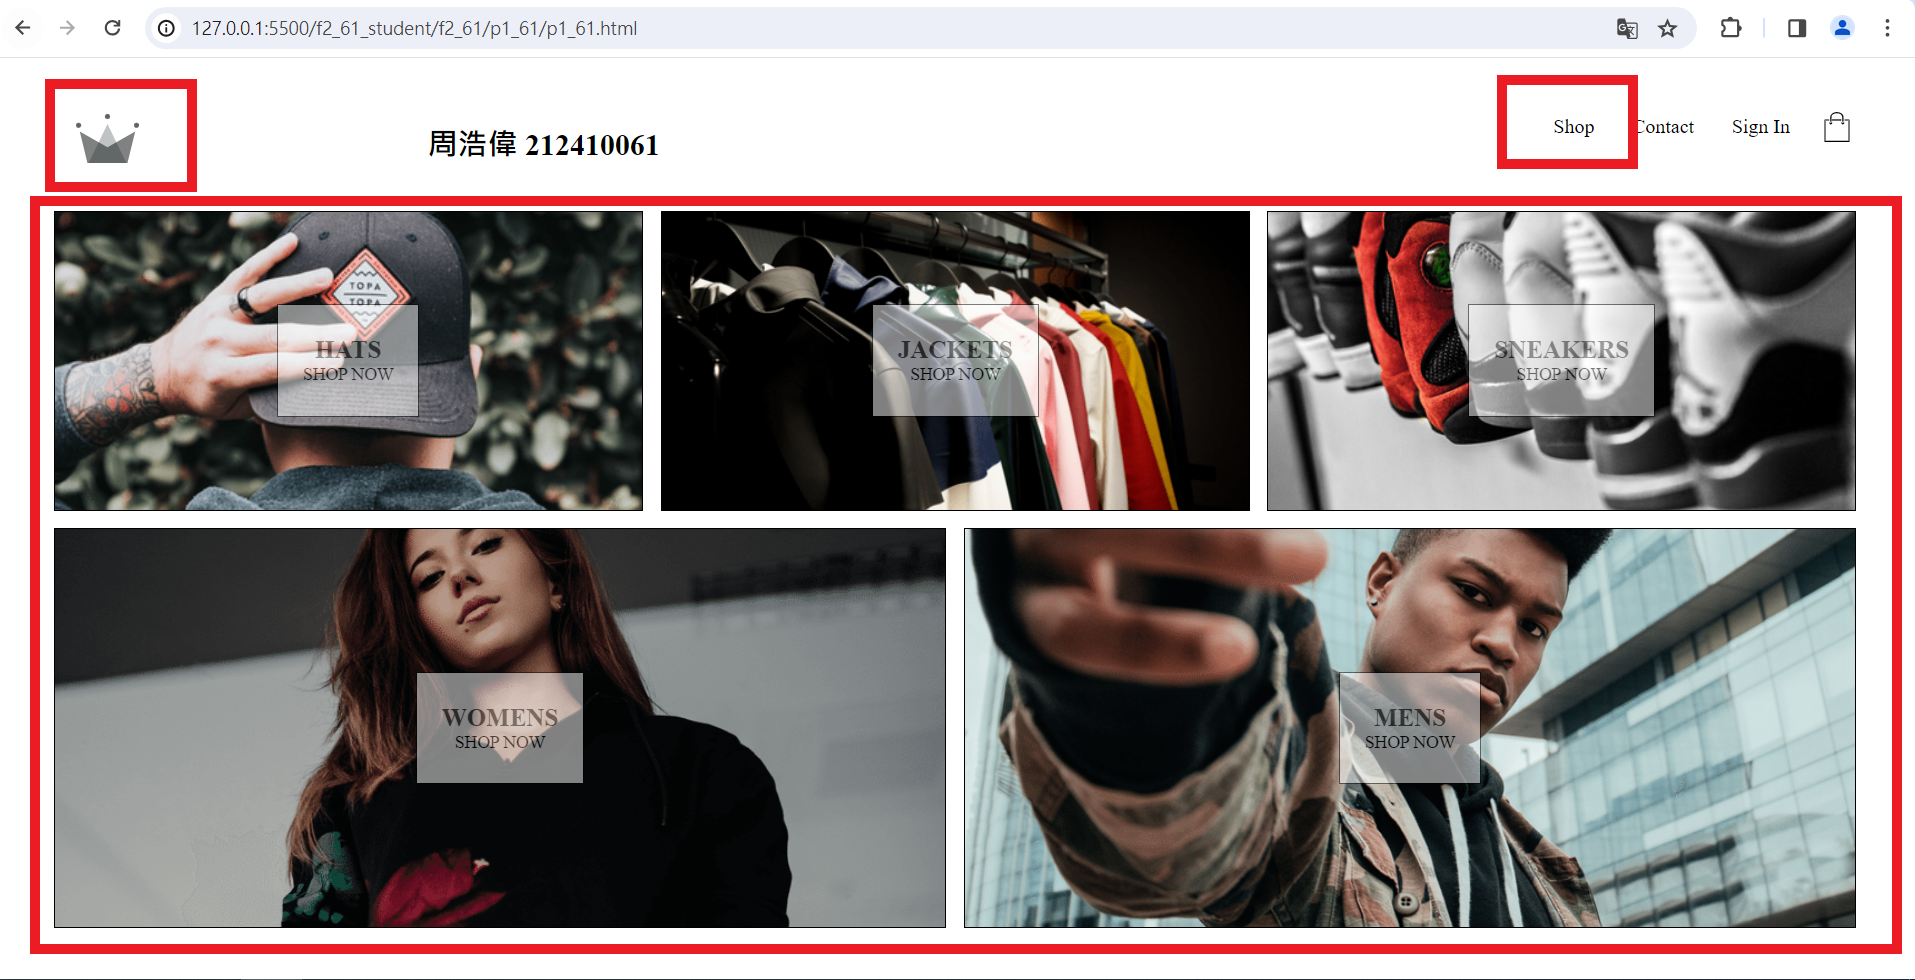 127.0.0.1:5500/f2_61_student/f2_61/p1_61/p1_61.html
周浩偉 212410061
Shop
Contact
Sign In
TOPA
TOPA
HATS
SHOP NOW
JACKETS
SHOP NOW
SNEAKERS
SHOP NOW
WOMENS
SHOP NOW
MENS
SHOP NOW